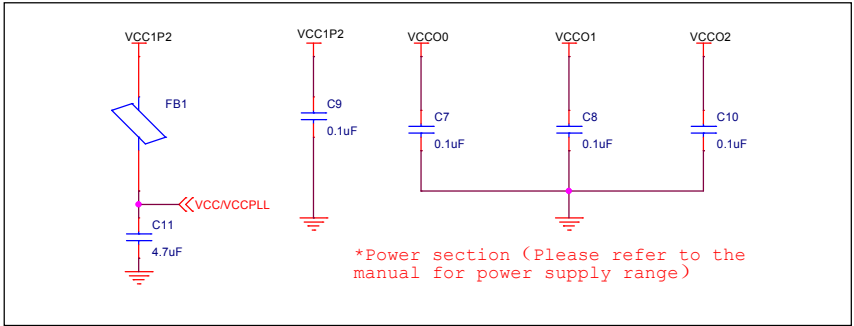 VCC1P2
VCC1P2
VCCO0
VCCO1
VCCO2
FB1
C9
0.1uF
C7
0.1uF
C8
0.1uF
C10
0.1uF
VCC/VCCPLL
C11
4.7uF
*Power section（Please refer to the
manual for power supply range）